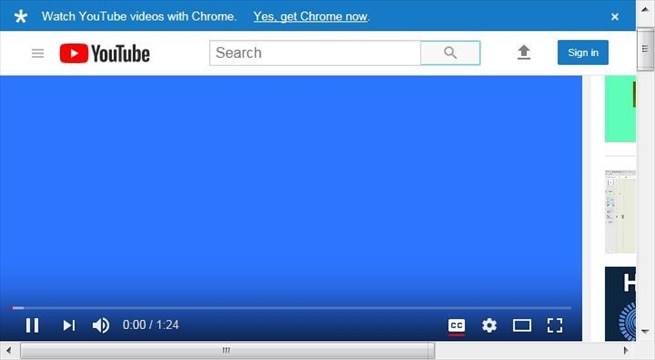 Watch YouTube videos with Chrome. Yes, get Chrome now.
YouTube
Search
Sign in
H
0:00 / 1:24
CC